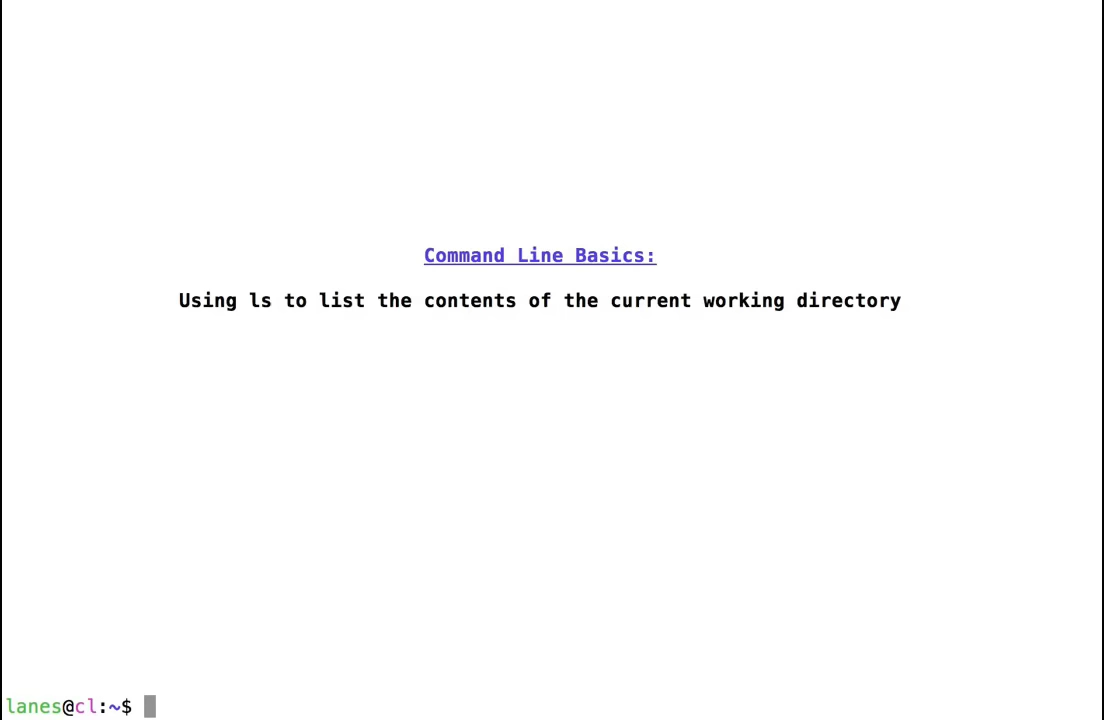 Command Line Basics:
Using ls to list the contents of the current working directory
lanes@cl:~$